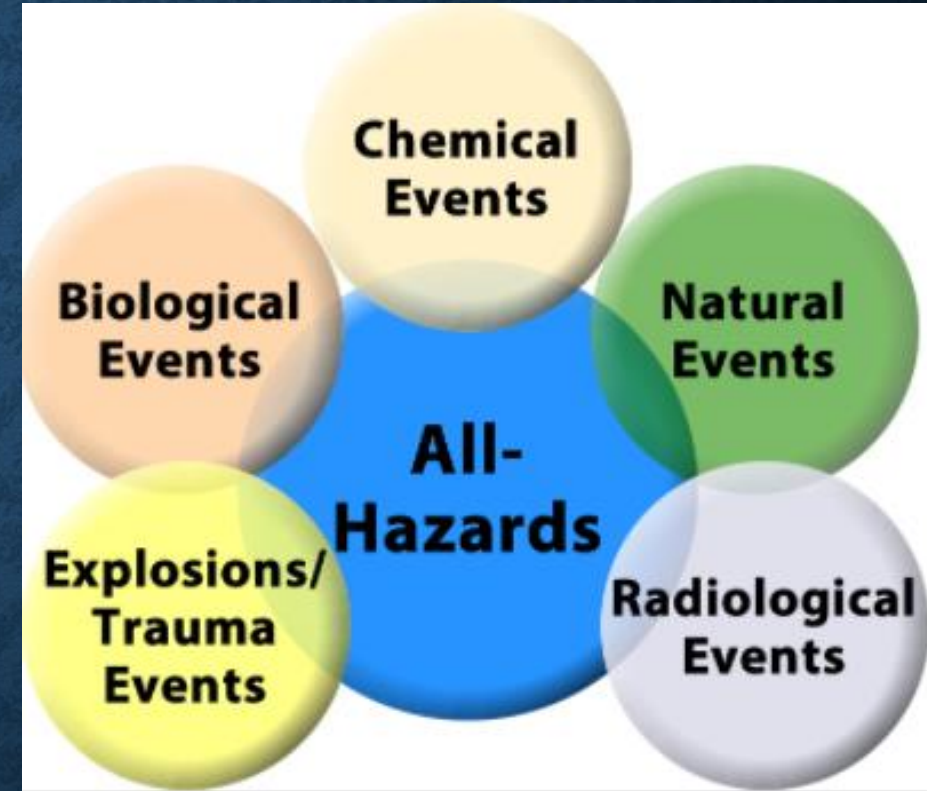 Chemical
Events
Biological
Events
Natural
Events
All-
Hazards
Explosions/
Trauma
Events
Radiological
Events